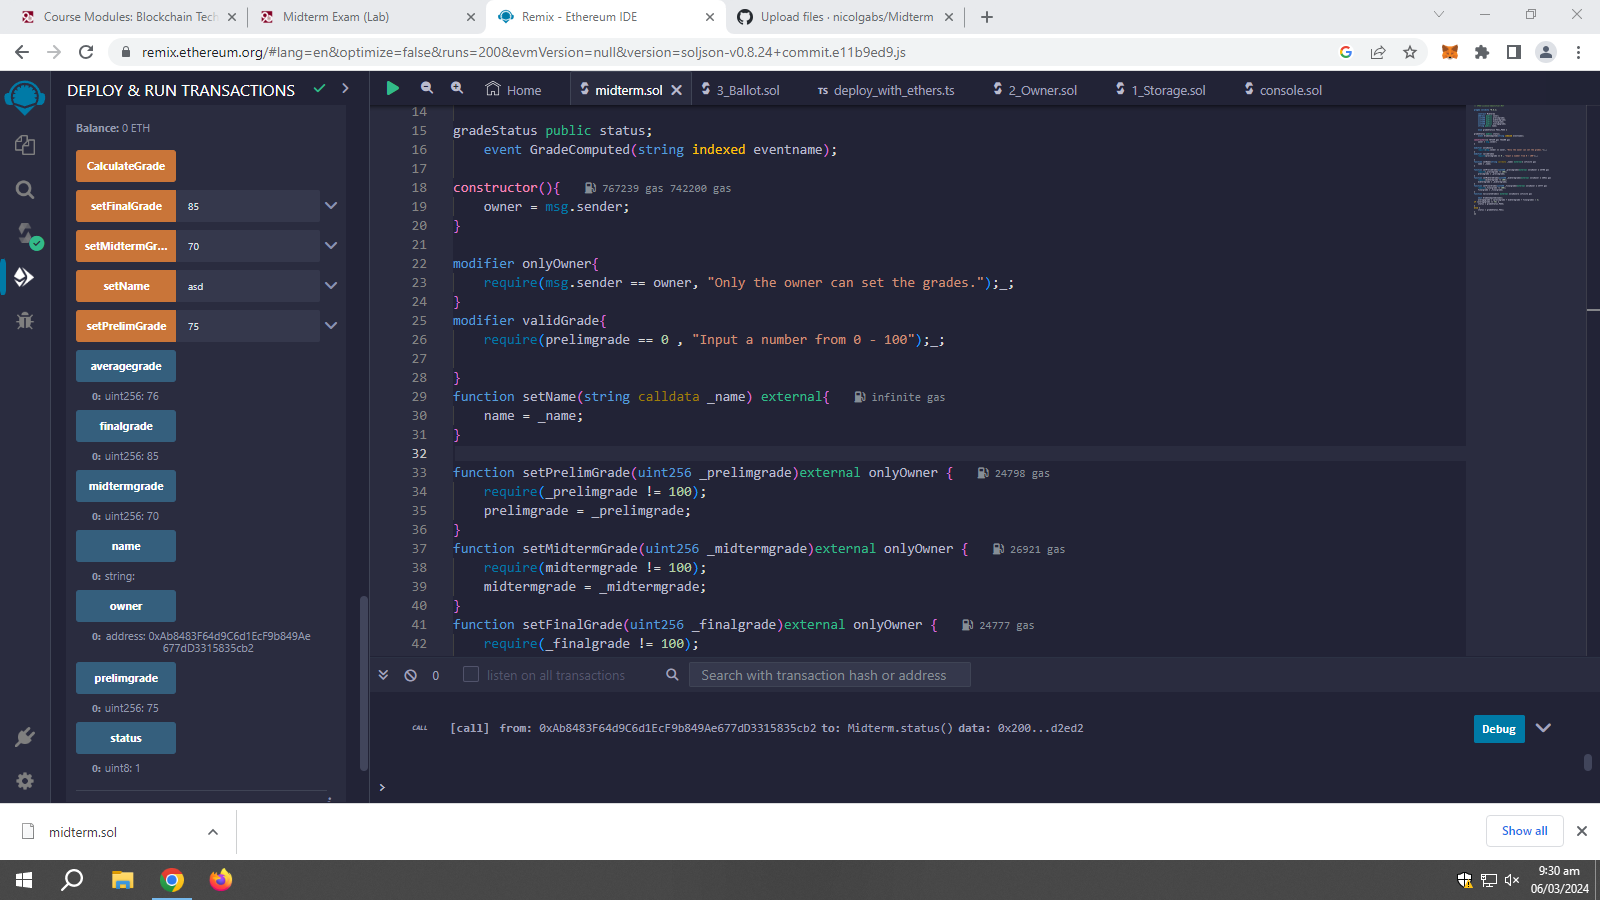 Course Modules: Blockchain Tech
Midterm Exam (Lab)
Remix - Ethereum IDE
Upload files · nicolgabs/Midterm
remix.ethereum.org/#lang=en&optimize=false&runs=200&evmVersion=null&version=soljson-v0.8.24+commit.e11b9ed9.js
DEPLOY & RUN TRANSACTIONS
Home
midterm.sol
3_Ballot.sol
TS deploy_with_ethers.ts
2_Owner.sol
1_Storage.sol
console.sol
Balance: 0 ETH
CalculateGrade
setFinalGrade 85
setMidtermGr... 70
setName asd
setPrelimGrade 75
averagegrade
0: uint256: 76
finalgrade
0: uint256: 85
midtermgrade
0: uint256: 70
name
0: string:
owner
0: address: 0xAb8483F64d9C6d1EcF9b849Ae
677dD3315835cb2
prelimgrade
0: uint256: 75
status
0: uint8: 1
14
15 gradeStatus public status;
16 event GradeComputed(string indexed eventname);
17
18 constructor(){ 767239 gas 742200 gas
19 owner = msg.sender;
20 }
21
22 modifier onlyOwner{
23 require(msg.sender == owner, "Only the owner can set the grades.");_;
24 }
25 modifier validGrade{
26 require(prelimgrade == 0 , "Input a number from 0 - 100");_;
27
28 }
29 function setName(string calldata _name) external{ infinite gas
30 name = _name;
31 }
32
33 function setPrelimGrade(uint256 _prelimgrade)external onlyOwner { 24798 gas
34 require(_prelimgrade != 100);
35 prelimgrade = _prelimgrade;
36 }
37 function setMidtermGrade(uint256 _midtermgrade)external onlyOwner { 26921 gas
38 require(midtermgrade != 100);
39 midtermgrade = _midtermgrade;
40 }
41 function setFinalGrade(uint256 _finalgrade)external onlyOwner { 24777 gas
42 require(_finalgrade != 100);
0
listen on all transactions
Search with transaction hash or address
CALL [call] from: 0xAb8483F64d9C6d1EcF9b849Ae677dD3315835cb2 to: Midterm.status() data: 0x200...d2ed2
Debug
>
midterm.sol
Show all
9:30 am
06/03/2024